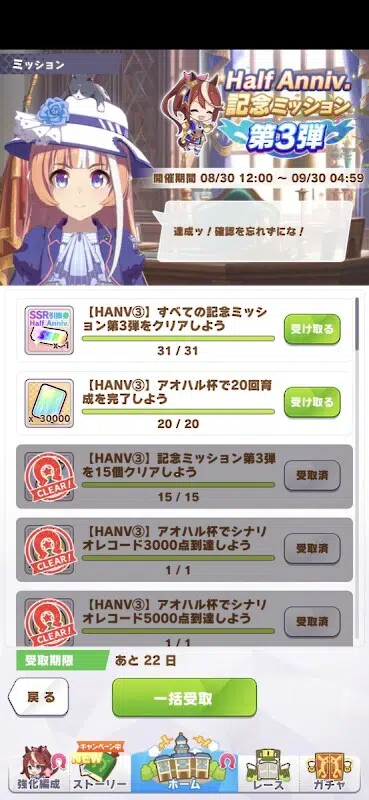 ミッション
Half Anniv.
記念ミッション
第3弾
開催期間 08/30 12:00 〜 09/30 04:59
達成ッ!確認を忘れずにな!
SSR引換券
Half Anniv.
x 1
【HANV③】すべての記念ミッ
ション第3弾をクリアしよう
31 / 31
受け取る
x 30000
【HANV③】アオハル杯で20回育
成を完了しよう
20 / 20
受け取る
CLEAR!
【HANV③】記念ミッション第3弾
を15個クリアしよう
15 / 15
受取済
CLEAR!
【HANV③】アオハル杯でシナリ
オレコード3000点到達しよう
1 / 1
受取済
CLEAR!
【HANV③】アオハル杯でシナリ
オレコード5000点到達しよう
1 / 1
受取済
受取期限 あと 22 日
戻る
一括受取
キャンペーン中
NEW
強化編成
ストーリー
ホーム
レース
ガチャ